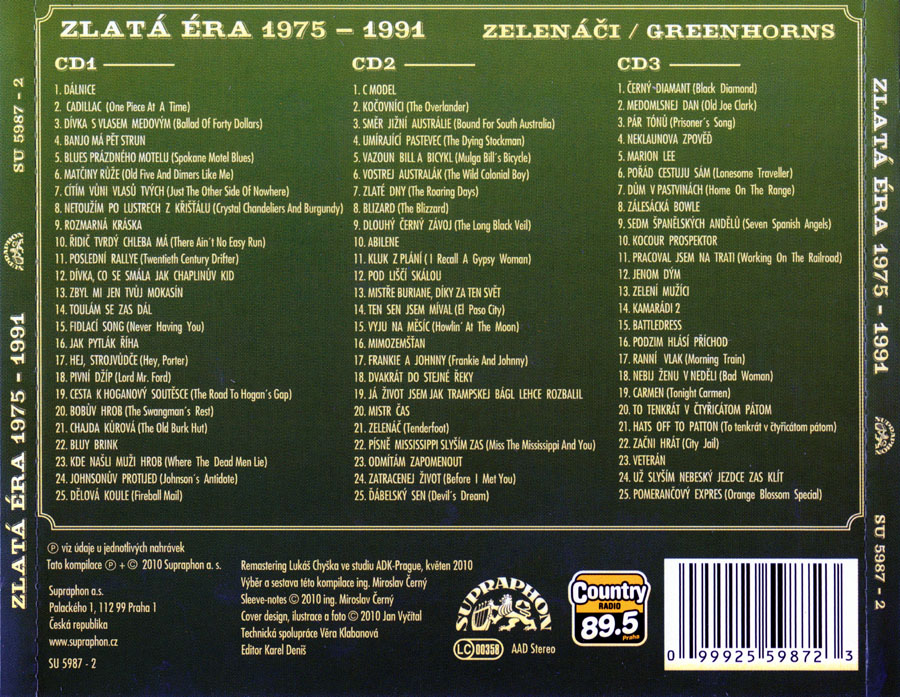 ZLATÁ ÉRA 1975 – 1991
ZELENÁČI / GREENHORNS
CD1
1. DÁLNICE
2. CADILLAC (One Piece At A Time)
3. DÍVKA S VLASEM MEDOVÝM (Ballad Of Forty Dollars)
4. BANJO MÁ PĚT STRUN
5. BLUES PRÁZDNÉHO MOTELU (Spokane Motel Blues)
6. MATČINY RŮŽE (Old Five And Dimers Like Me)
7. CÍTÍM VŮNI VLASŮ TVÝCH (Just The Other Side Of Nowhere)
8. NETOUŽÍM PO LUSTRECH Z KŘIŠŤÁLU (Crystal Chandeliers And Burgundy)
9. ROZMARNÁ KRÁSKA
10. ŘIDIČ TVRDÝ CHLEBA MÁ (There Ain´t No Easy Run)
11. POSLEDNÍ RALLYE (Twentieth Century Drifter)
12. DÍVKA, CO SE SMÁLA JAK CHAPLINŮV KID
13. ZBYL MI JEN TVŮJ MOKASÍN
14. TOULÁM SE ZAS DÁL
15. FIDLACÍ SONG (Never Having You)
16. JAK PYTLÁK ŘÍHA
17. HEJ, STROJVŮDČE (Hey, Porter)
18. PIVNÍ DŽÍP (Lord Mr. Ford)
19. CESTA K HOGANOVÝ SOUTĚSCE (The Road To Hogan´s Gap)
20. BOBŮV HROB (The Swangman´s Rest)
21. CHAJDA KŮROVÁ (The Old Burk Hut)
22. BLUY BRINK
23. KDE NAŠLI MUŽI HROB (Where The Dead Men Lie)
24. JOHNSONŮV PROTIJED (Johnson´s Antidote)
25. DĚLOVÁ KOULE (Fireball Mail)
CD2
1. C MODEL
2. KOČOVNÍCI (The Overlander)
3. SMĚR JIŽNÍ AUSTRÁLIE (Bound For South Australia)
4. UMÍRAJÍCÍ PASTEVEC (The Dying Stockman)
5. VAZOUN BILL A BICYKL (Mulga Bill´s Bicycle)
6. VOSTREJ AUSTRALÁK (The Wild Colonial Boy)
7. ZLATÉ DNY (The Roaring Days)
8. BLIZARD (The Blizzard)
9. DLOUHÝ ČERNÝ ZÁVOJ (The Long Black Veil)
10. ABILENE
11. KLUK Z PLÁNÍ ( I Recall A Gypsy Woman)
12. POD LIŠČÍ SKÁLOU
13. MISTŘE BURIANE, DÍKY ZA TEN SVĚT
14. TEN SEN JSEM MÍVAL (El Paso City)
15. VYJU NA MĚSÍC (Howlin´ At The Moon)
16. MIMOZEMŠŤAN
17. FRANKIE A JOHNNY (Frankie And Johnny)
18. DVAKRÁT DO STEJNÉ ŘEKY
19. JÁ ŽIVOT JSEM JAK TRAMPSKEJ BÁGL LEHCE ROZBALIL
20. MISTR ČAS
21. ZELENÁČ (Tenderfoot)
22. PÍSNĚ MISSISSIPPI SLYŠÍM ZAS (Miss The Mississippi And You)
23. ODMÍTÁM ZAPOMENOUT
24. ZATRACENEJ ŽIVOT (Before I Met You)
25. ĎÁBELSKÝ SEN (Devil´s Dream)
CD3
1. ČERNÝ DIAMANT (Black Diamond)
2. MEDOMLSNEJ DAN (Old Joe Clark)
3. PÁR TÓNŮ (Prisoner´s Song)
4. NEKLAUNOVA ZPOVĚĎ
5. MARION LEE
6. POŘÁD CESTUJU SÁM (Lonesome Traveller)
7. DŮM V PASTVINÁCH (Home On The Range)
8. ZÁLESÁCKÁ BOWLE
9. SEDM ŠPANĚLSKÝCH ANDĚLŮ (Seven Spanish Angels)
10. KOCOUR PROSPEKTOR
11. PRACOVAL JSEM NA TRATI (Working On The Railroad)
12. JENOM DÝM
13. ZELENÍ MUŽÍCI
14. KAMARÁDI 2
15. BATTLEDRESS
16. PODZIM HLÁSÍ PŘÍCHOD
17. RANNÍ VLAK (Morning Train)
18. NEBIJ ŽENU V NEDĚLI (Bad Woman)
19. CARMEN (Tonight Carmen)
20. TO TENKRÁT V ČTYŘICÁTOM PÁTOM
21. HATS OFF TO PATTON (To tenkrát v čtyřicátom pátom)
22. ZAČNI HRÁT (City Jail)
23. VETERÁN
24. UŽ SLYŠÍM NEBESKÝ JEZDCE ZAS KLÍT
25. POMERANČOVÝ EXPRES (Orange Blossom Special)
Ⓟ viz údaje u jednotlivých nahrávek
Tato kompilace Ⓟ + © 2010 Supraphon a. s.
Supraphon a.s.
Palackého 1, 112 99 Praha 1
Česká republika
www.supraphon.cz
SU 5987 - 2
Remastering Lukáš Chyška ve studiu ADK-Prague, květen 2010
Výběr a sestava této kompilace ing. Miroslav Černý
Sleeve-notes © 2010 ing. Miroslav Černý
Cover design, ilustrace a foto © 2010 Jan Vyčítal
Technická spolupráce Věra Klabanová
Editor Karel Deniš
SUPRAPHON
LC 00358
AAD Stereo
Country
RADIO
89.5
Praha
0 99925 59872 3
SU 5987 - 2
SUPRAPHON
ZLATÁ ÉRA 1975 – 1991
ZLATÁ ÉRA 1975 – 1991
SUPRAPHON
SU 5987 - 2